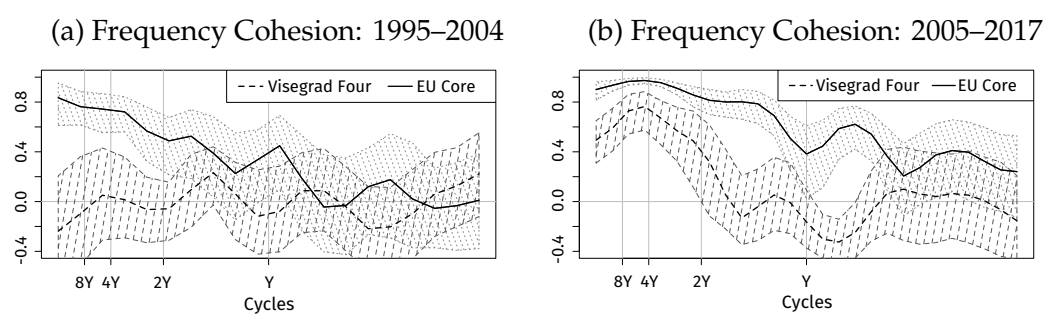 (a) Frequency Cohesion: 1995–2004
Visegrad Four EU Core
0.8
0.4
0.0
-0.4
8Y 4Y 2Y Y
Cycles
(b) Frequency Cohesion: 2005–2017
Visegrad Four EU Core
0.8
0.4
0.0
-0.4
8Y 4Y 2Y Y
Cycles